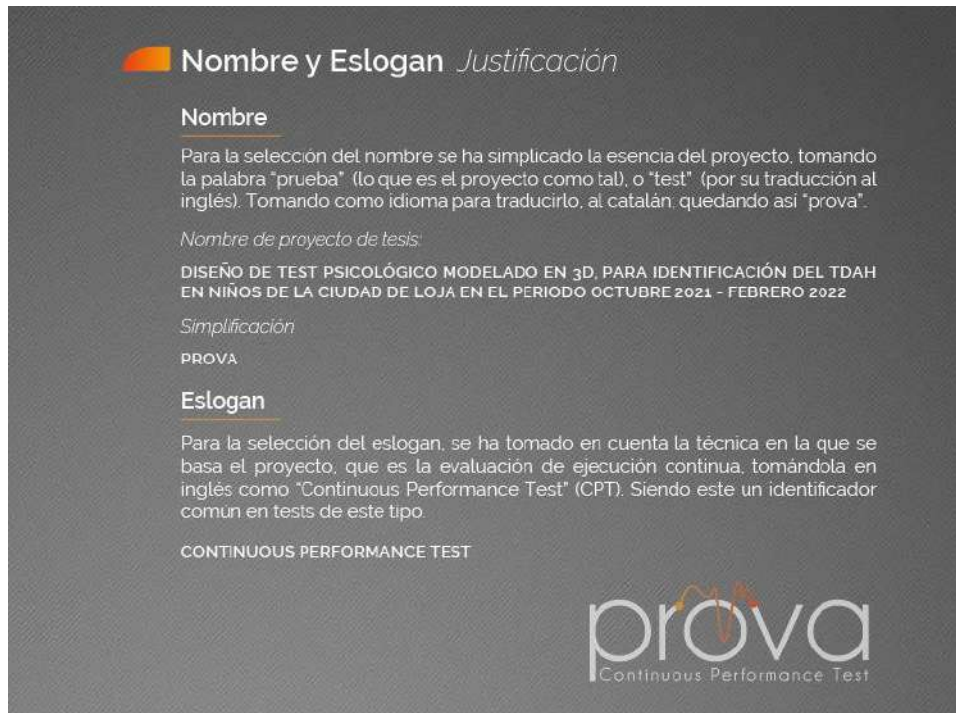 Nombre y Eslogan Justificación
Nombre
Para la selección del nombre se ha simplicado la esencia del proyecto, tomando
la palabra "prueba" (lo que es el proyecto como tal), o "test" (por su traducción al
inglés). Tomando como idioma para traducirlo, al catalán, quedando así "prova".
Nombre de proyecto de tesis:
DISEÑO DE TEST PSICOLÓGICO MODELADO EN 3D, PARA IDENTIFICACIÓN DEL TDAH
EN NIÑOS DE LA CIUDAD DE LOJA EN EL PERIODO OCTUBRE 2021 - FEBRERO 2022
Simplificación
PROVA
Eslogan
Para la selección del eslogan, se ha tomado en cuenta la técnica en la que se
basa el proyecto, que es la evaluación de ejecución continua, tomándola en
inglés como "Continuous Performance Test" (CPT). Siendo este un identificador
común en tests de este tipo.
CONTINUOUS PERFORMANCE TEST
prova
Continuous Performance Test